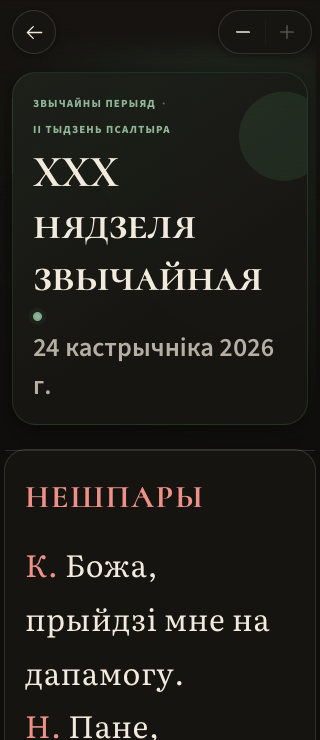 ЗВЫЧАЙНЫ ПЕРЫЯД ·
II ТЫДЗЕНЬ ПСАЛТЫРА
XXX
НЯДЗЕЛЯ
ЗВЫЧАЙНАЯ
24 кастрычніка 2026
г.
НЕШПАРЫ
К. Божа,
прыйдзі мне на
дапамогу.
Н. Пане,